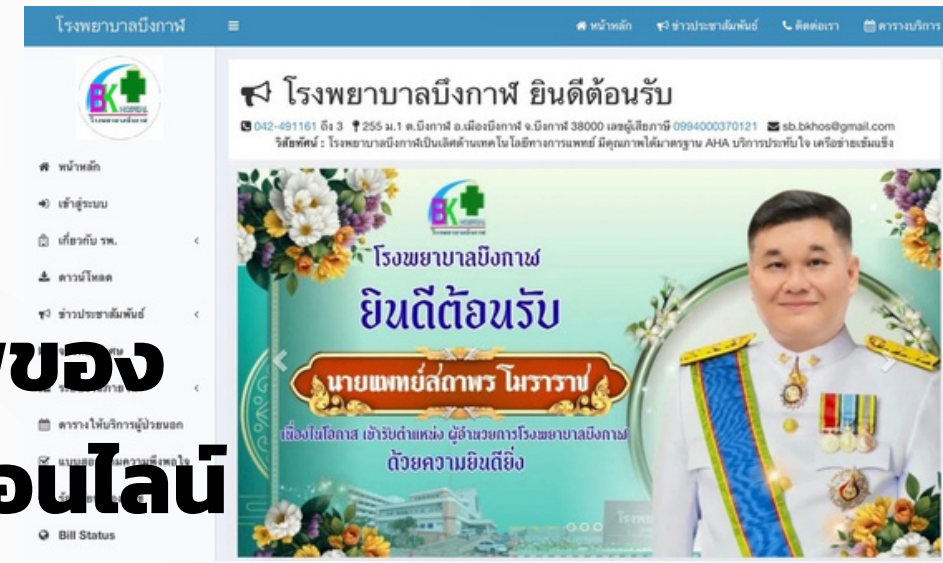 โรงพยาบาลบึงกาฬ
หน้าหลัก
ข่าวประชาสัมพันธ์
ติดต่อเรา
ตารางบริการ
โรงพยาบาลบึงกาฬ ยินดีต้อนรับ
042-491161 ถึง 3 255 ม.1 ต.บึงกาฬ อ.เมืองบึงกาฬ จ.บึงกาฬ 38000 เลขผู้เสียภาษี 0994000370121 sb.bkhos@gmail.com
วิสัยทัศน์ : โรงพยาบาลบึงกาฬเป็นเลิศด้านเทคโนโลยีทางการแพทย์ มีคุณภาพได้มาตรฐาน AHA บริการประทับใจ เครือข่ายเข้มแข็ง
BK HOSPITAL
โรงพยาบาลบึงกาฬ
หน้าหลัก
เข้าสู่ระบบ
เกี่ยวกับ รพ.
ดาวน์โหลด
ข่าวประชาสัมพันธ์
ของ
ตารางให้บริการผู้ป่วยนอก
อนไลน์
Bill Status
BK HOSPITAL
โรงพยาบาลบึงกาฬ
ยินดีต้อนรับ
นายแพทย์สถาพร โมราราช
เนื่องในโอกาส เข้ารับตำแหน่ง ผู้อำนวยการโรงพยาบาลบึงกาฬ
ด้วยความยินดียิ่ง